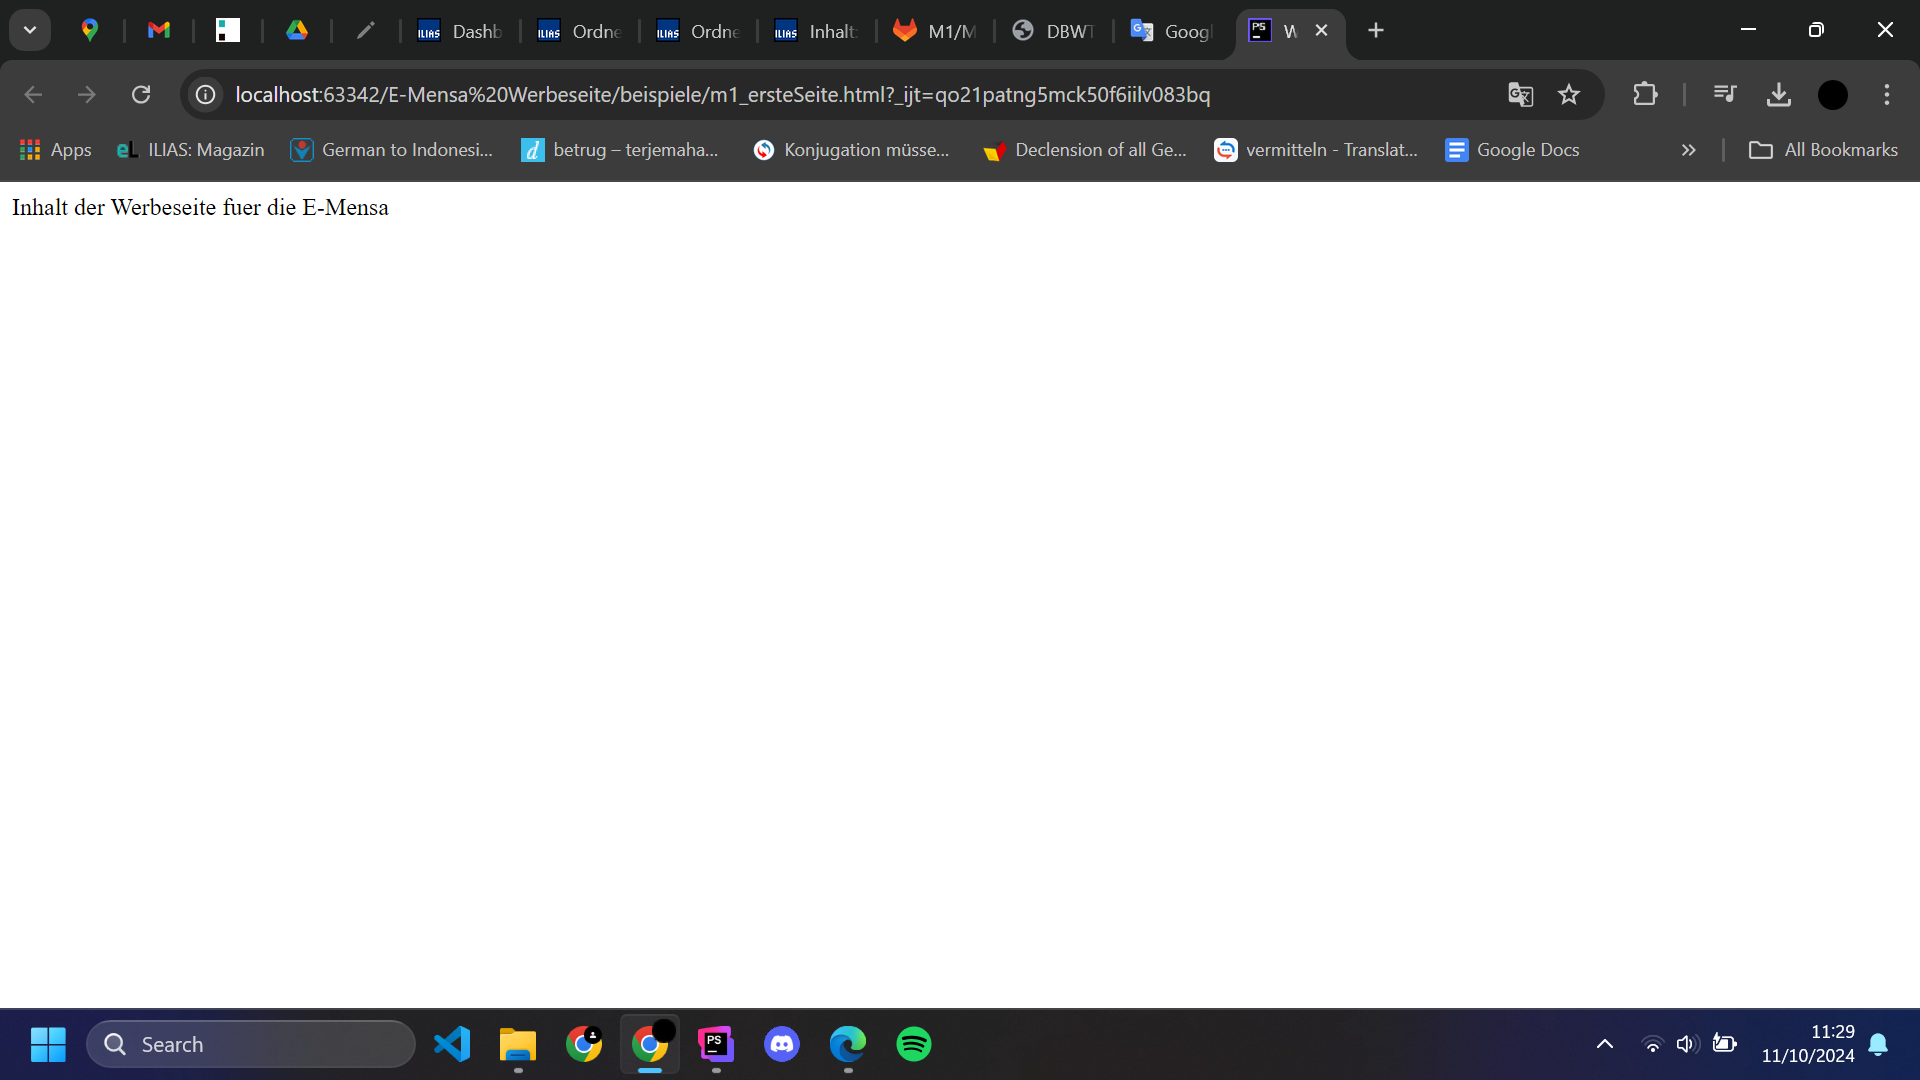 Dashb
Ordne
Ordne
Inhalt:
M1/M
DBWT
Googl
W
localhost:63342/E-Mensa%20Werbeseite/beispiele/m1_ersteSeite.html?_ijt=qo21patng5mck50f6iilv083bq
Apps
ILIAS: Magazin
German to Indonesi...
betrug – terjemaha...
Konjugation müsse...
Declension of all Ge...
vermitteln - Translat...
Google Docs
All Bookmarks
Inhalt der Werbeseite fuer die E-Mensa
Search
11:29
11/10/2024